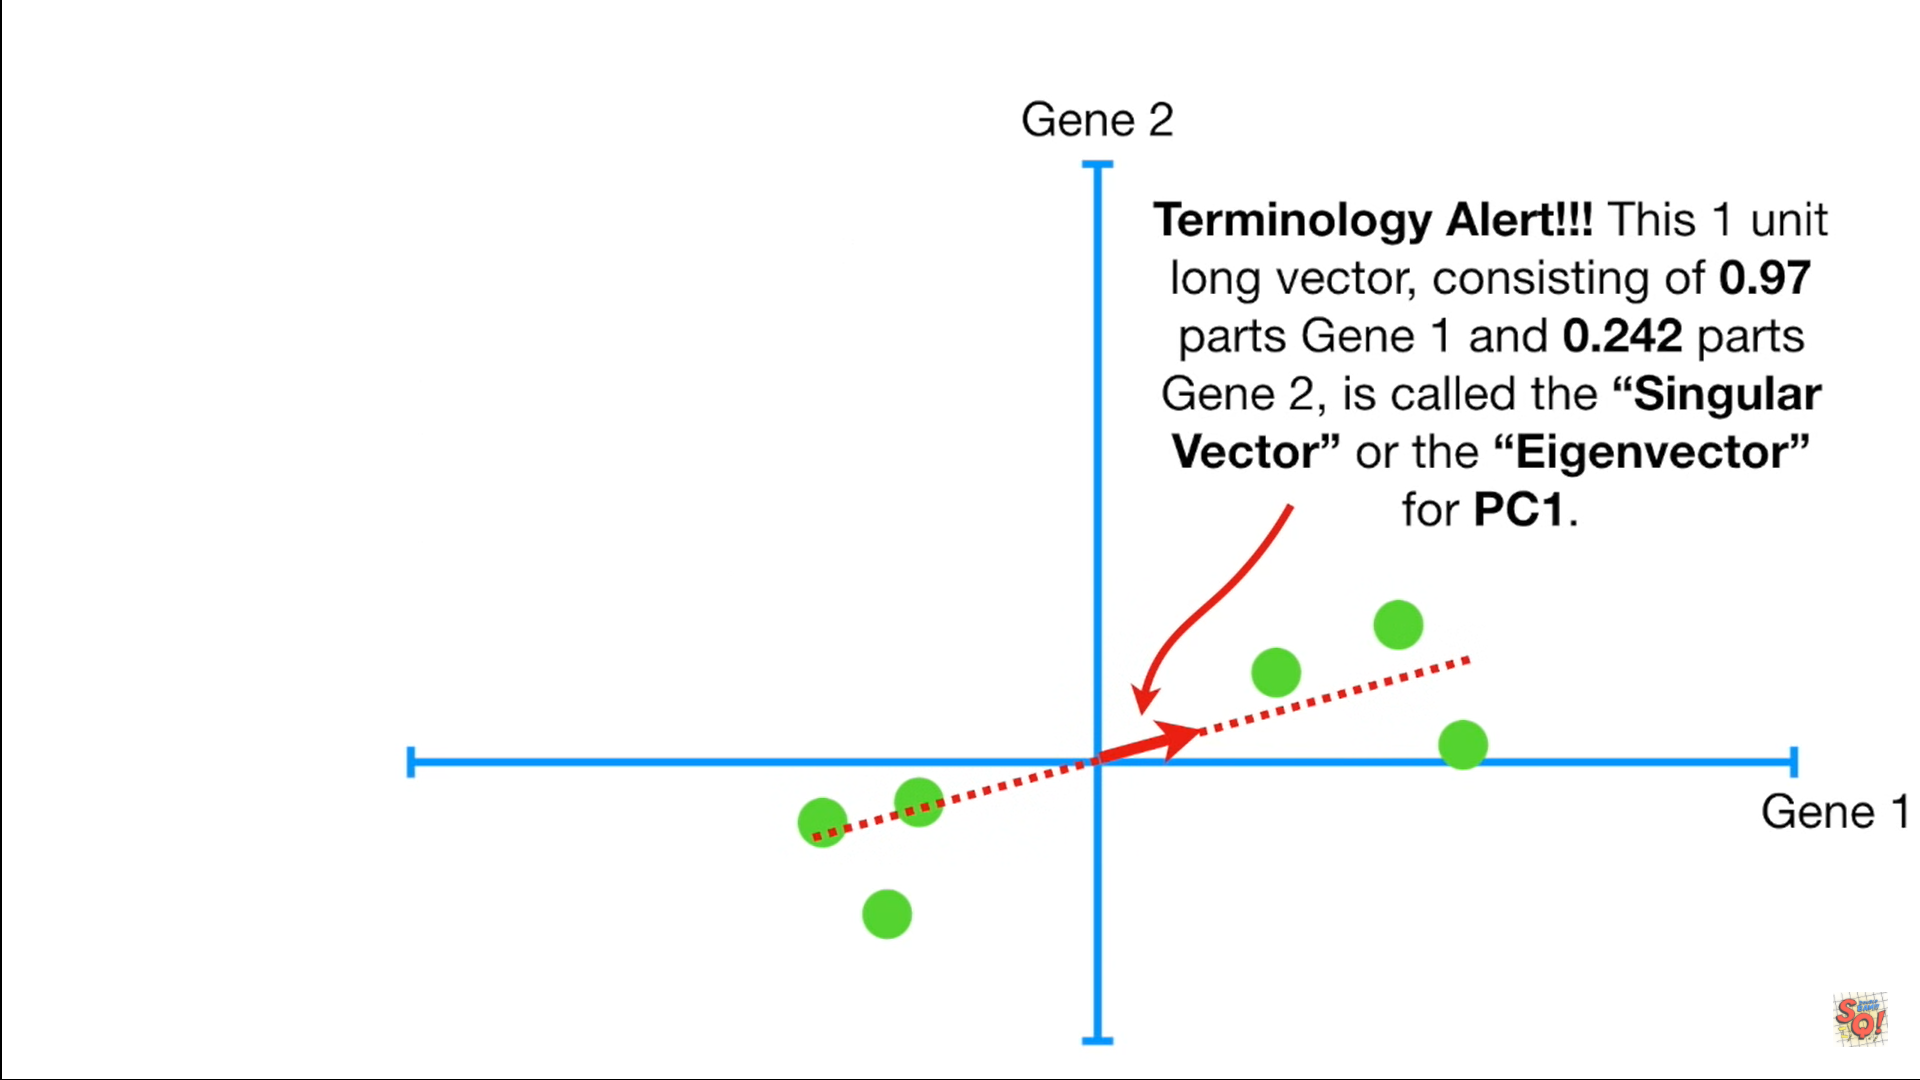 Gene 2
Terminology Alert!!! This 1 unit
long vector, consisting of 0.97
parts Gene 1 and 0.242 parts
Gene 2, is called the “Singular
Vector” or the “Eigenvector”
for PC1.
Gene 1
SQ!